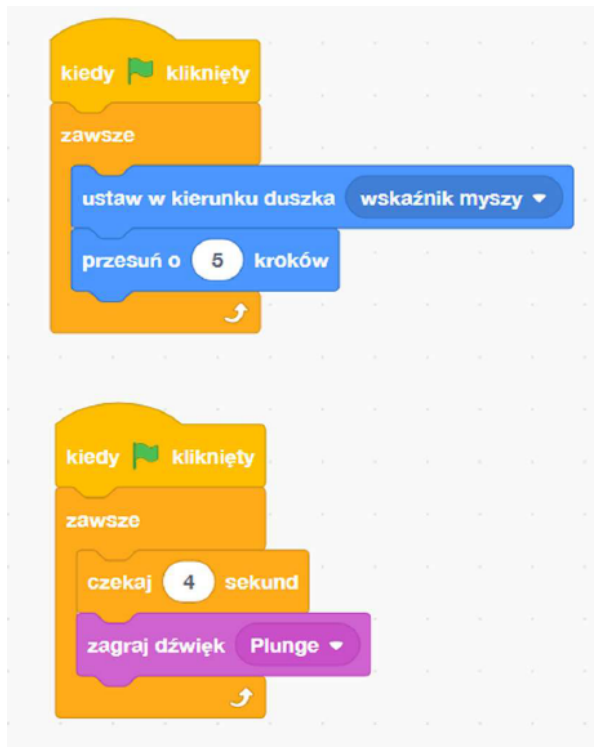 kiedy kliknięty
zawsze
ustaw w kierunku duszka wskaźnik myszy
przesuń o 5 kroków
kiedy kliknięty
zawsze
czekaj 4 sekund
zagraj dźwięk Plunge